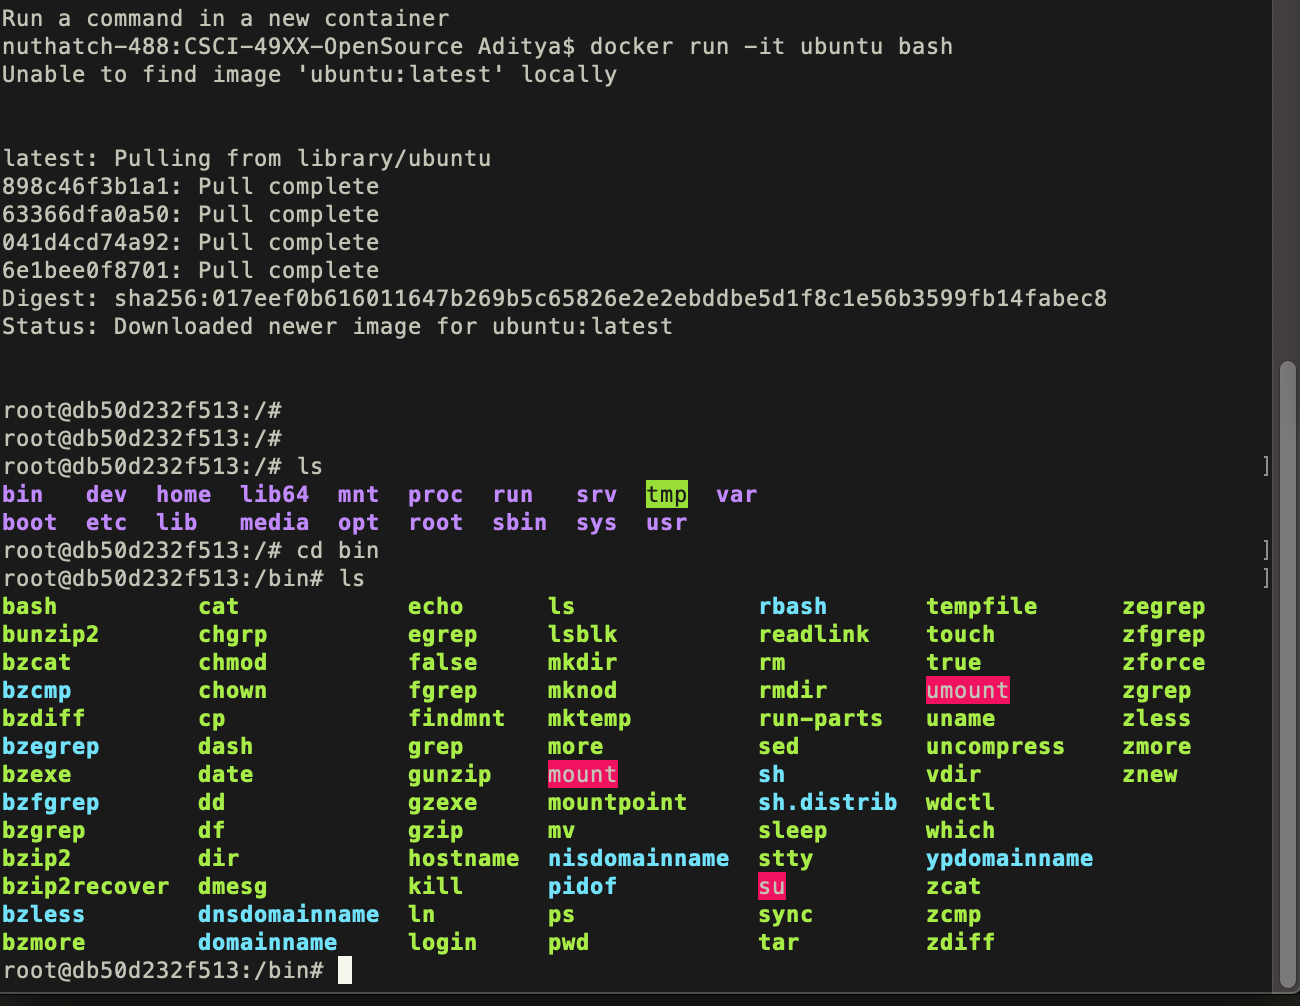 Run a command in a new container
nuthatch-488:CSCI-49XX-OpenSource Aditya$ docker run -it ubuntu bash
Unable to find image 'ubuntu:latest' locally
latest: Pulling from library/ubuntu
898c46f3b1a1: Pull complete
63366dfa0a50: Pull complete
041d4cd74a92: Pull complete
6e1bee0f8701: Pull complete
Digest: sha256:017eef0b616011647b269b5c65826e2e2ebddbe5d1f8c1e56b3599fb14fabec8
Status: Downloaded newer image for ubuntu:latest
root@db50d232f513:/#
root@db50d232f513:/#
root@db50d232f513:/# ls ]
bin dev home lib64 mnt proc run srv tmp var
boot etc lib media opt root sbin sys usr
root@db50d232f513:/# cd bin ]
root@db50d232f513:/bin# ls ]
bash cat echo ls rbash tempfile zegrep
bunzip2 chgrp egrep lsblk readlink touch zfgrep
bzcat chmod false mkdir rm true zforce
bzcmp chown fgrep mknod rmdir umount zgrep
bzdiff cp findmnt mktemp run-parts uname zless
bzegrep dash grep more sed uncompress zmore
bzexe date gunzip mount sh vdir znew
bzfgrep dd gzexe mountpoint sh.distrib wdctl
bzgrep df gzip mv sleep which
bzip2 dir hostname nisdomainname stty ypdomainname
bzip2recover dmesg kill pidof su zcat
bzless dnsdomainname ln ps sync zcmp
bzmore domainname login pwd tar zdiff
root@db50d232f513:/bin#